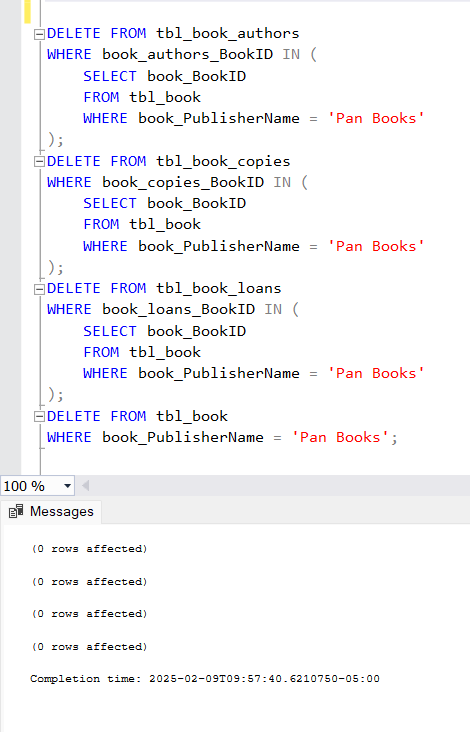 DELETE FROM tbl_book_authors
WHERE book_authors_BookID IN (
    SELECT book_BookID
    FROM tbl_book
    WHERE book_PublisherName = 'Pan Books'
);
DELETE FROM tbl_book_copies
WHERE book_copies_BookID IN (
    SELECT book_BookID
    FROM tbl_book
    WHERE book_PublisherName = 'Pan Books'
);
DELETE FROM tbl_book_loans
WHERE book_loans_BookID IN (
    SELECT book_BookID
    FROM tbl_book
    WHERE book_PublisherName = 'Pan Books'
);
DELETE FROM tbl_book
WHERE book_PublisherName = 'Pan Books';
100 %
Messages
(0 rows affected)
(0 rows affected)
(0 rows affected)
(0 rows affected)
Completion time: 2025-02-09T09:57:40.6210750-05:00